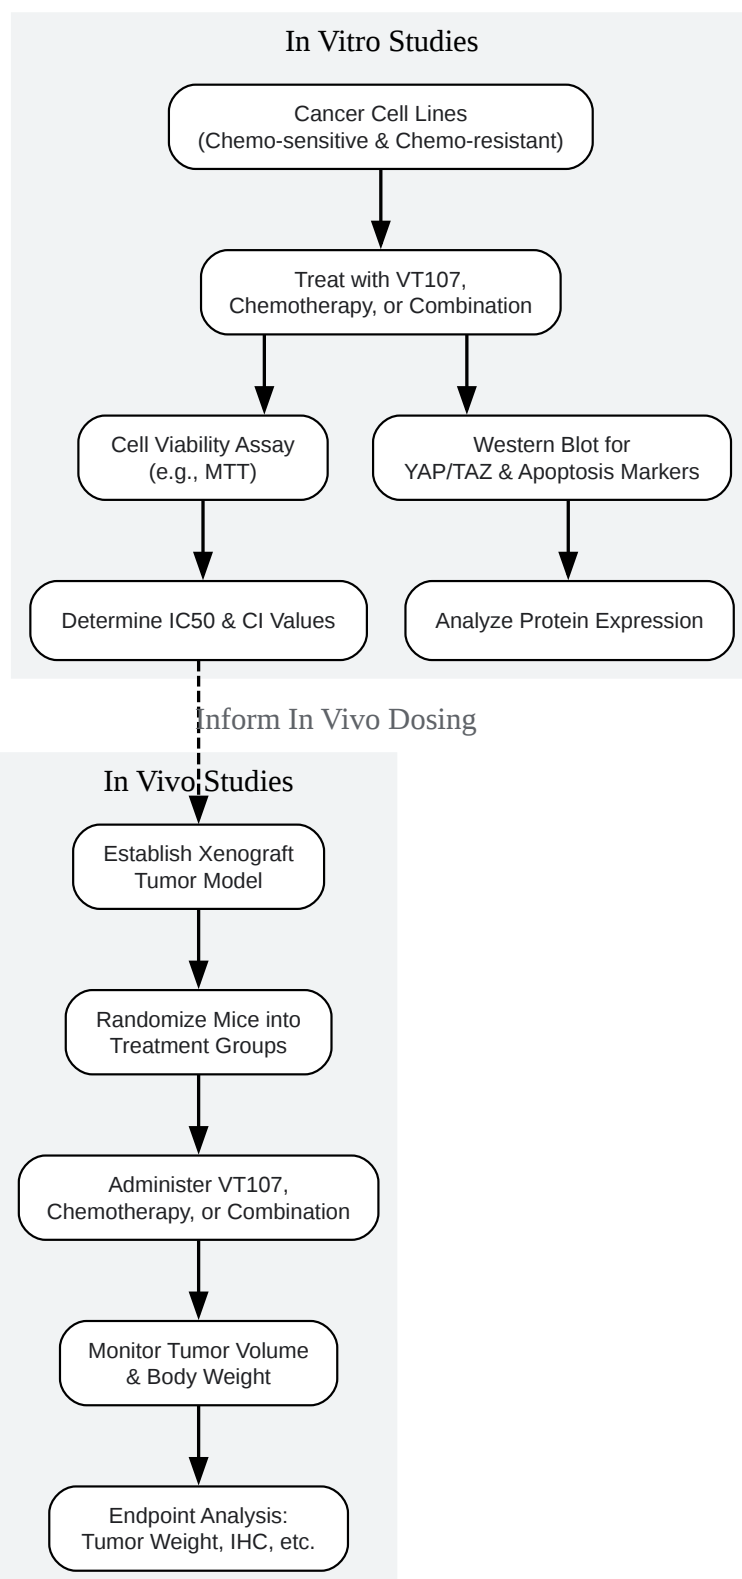 In Vitro Studies
Cancer Cell Lines
(Chemo-sensitive & Chemo-resistant)
Treat with VT107,
Chemotherapy, or Combination
Cell Viability Assay
(e.g., MTT)
Western Blot for
YAP/TAZ & Apoptosis Markers
Determine IC50 & CI Values
Analyze Protein Expression
Inform In Vivo Dosing
In Vivo Studies
Establish Xenograft
Tumor Model
Randomize Mice into
Treatment Groups
Administer VT107,
Chemotherapy, or Combination
Monitor Tumor Volume
& Body Weight
Endpoint Analysis:
Tumor Weight, IHC, etc.